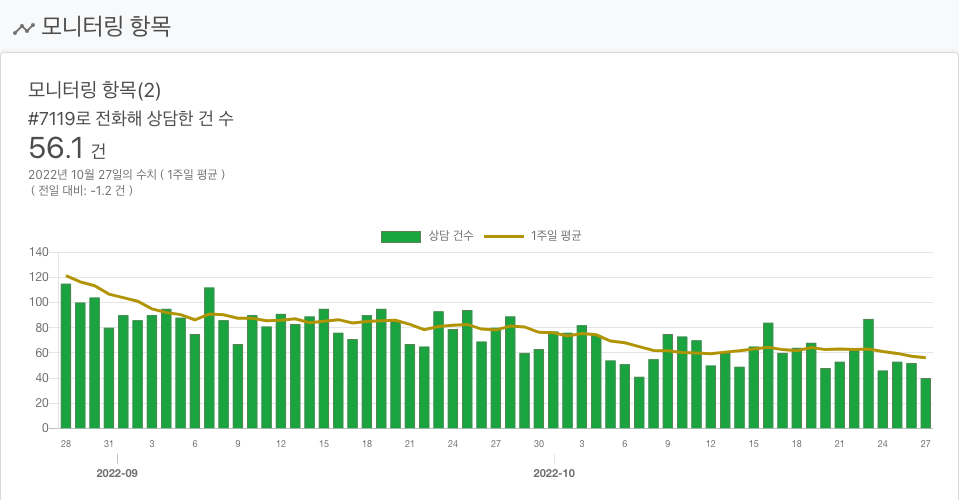 모니터링 항목
모니터링 항목(2)
#7119로 전화해 상담한 건 수
56.1 건
2022년 10월 27일의 수치 ( 1주일 평균 )
( 전일 대비: -1.2 건 )
상담 건수 1주일 평균
140
120
100
80
60
40
20
0
28 31 3 6 9 12 15 18 21 24 27 30 3 6 9 12 15 18 21 24 27
2022-09 2022-10